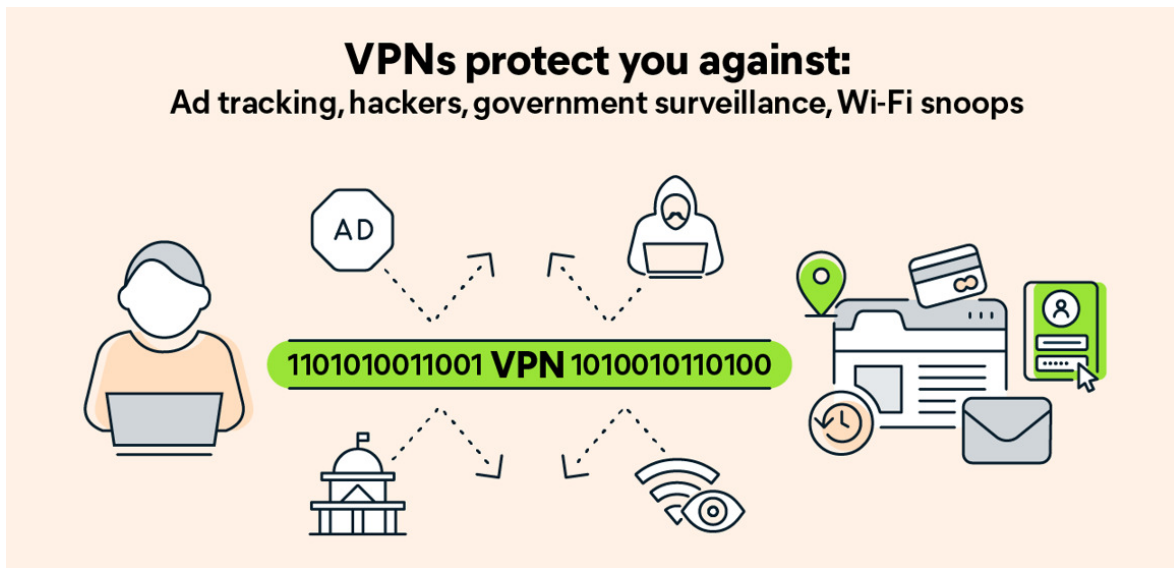 VPNs protect you against:
Ad tracking, hackers, government surveillance, Wi-Fi snoops
AD
1101010011001 VPN 1010010110100